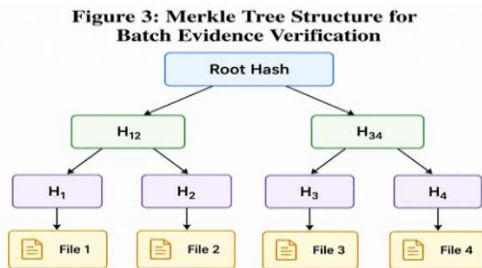 Figure 3: Merkle Tree Structure for
Batch Evidence Verification
Root Hash
H₁₂ H₃₄
H₁ H₂ H₃ H₄
File 1 File 2 File 3 File 4